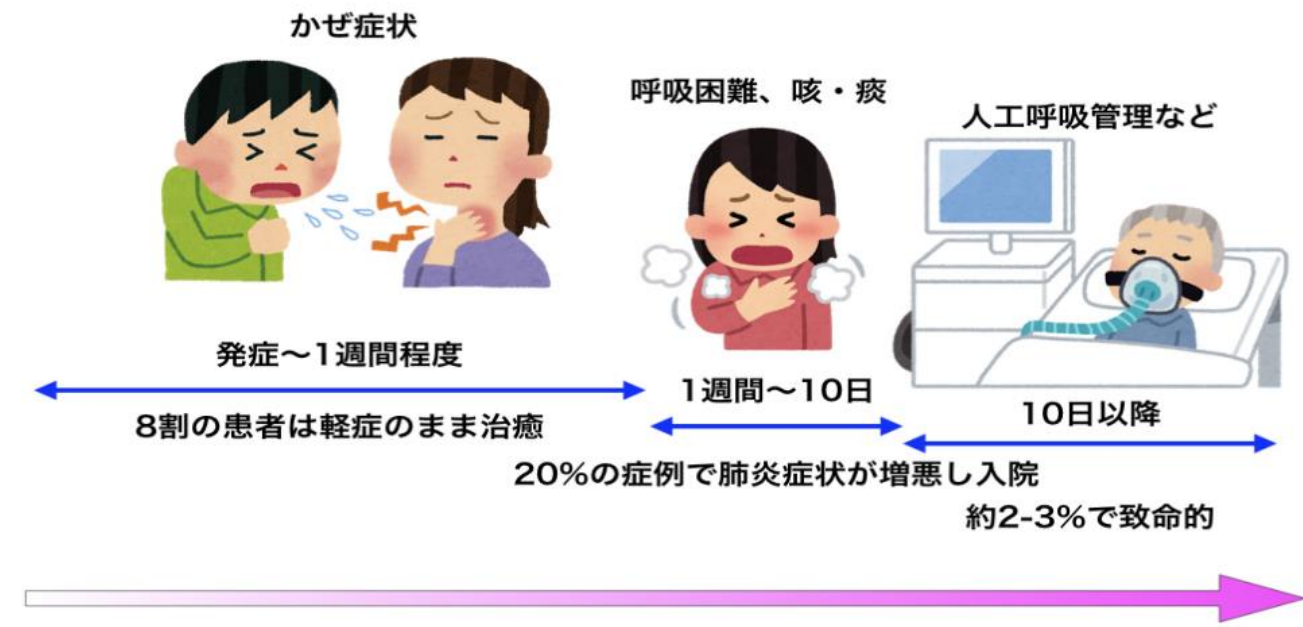 かぜ症状
発症～1週間程度
8割の患者は軽症のまま治癒
呼吸困難、咳・痰
1週間～10日
20%の症例で肺炎症状が増悪し入院
人工呼吸管理など
10日以降
約2-3%で致命的